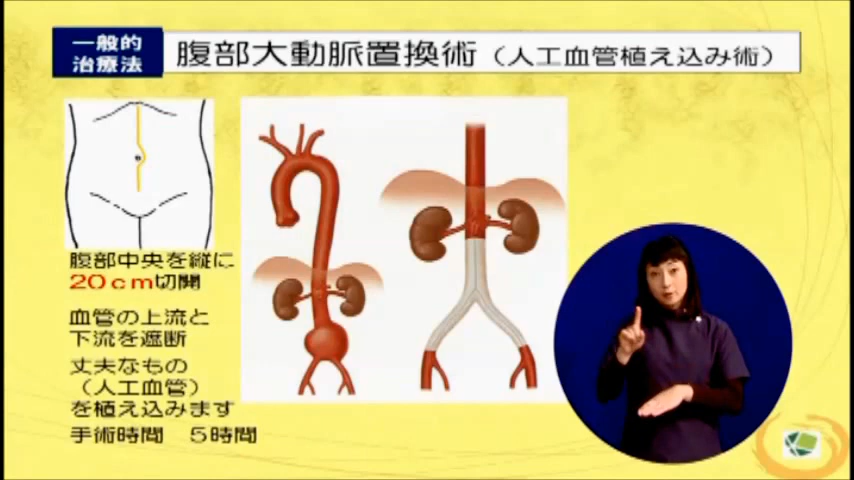 一般的
治療法
腹部大動脈置換術（人工血管植え込み術）
腹部中央を縦に
20cm切開
血管の上流と
下流を遮断
丈夫なもの
（人工血管）
を植え込みます
手術時間　5時間